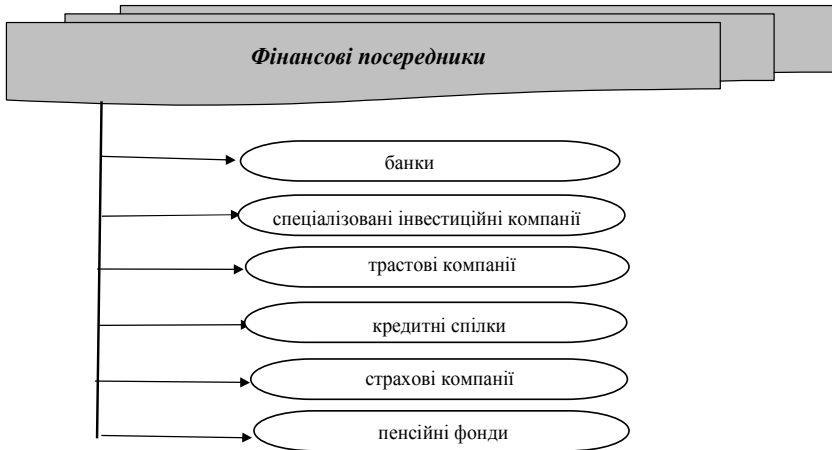 Фінансові посередники
банки
спеціалізовані інвестиційні компанії
трастові компанії
кредитні спілки
страхові компанії
пенсійні фонди